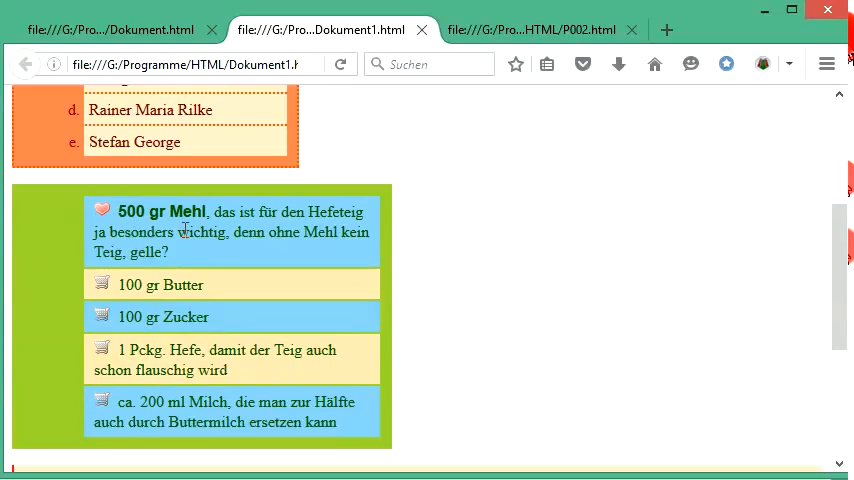 file:///G:/Pro.../Dokument.html
file:///G:/Pro...Dokument1.html
file:///G:/Pro...HTML/P002.html
file:///G:/Programme/HTML/Dokument1.h
Suchen
d. Rainer Maria Rilke
e. Stefan George
500 gr Mehl, das ist für den Hefeteig
ja besonders wichtig, denn ohne Mehl kein
Teig, gelle?
100 gr Butter
100 gr Zucker
1 Pckg. Hefe, damit der Teig auch
schon flauschig wird
ca. 200 ml Milch, die man zur Hälfte
auch durch Buttermilch ersetzen kann